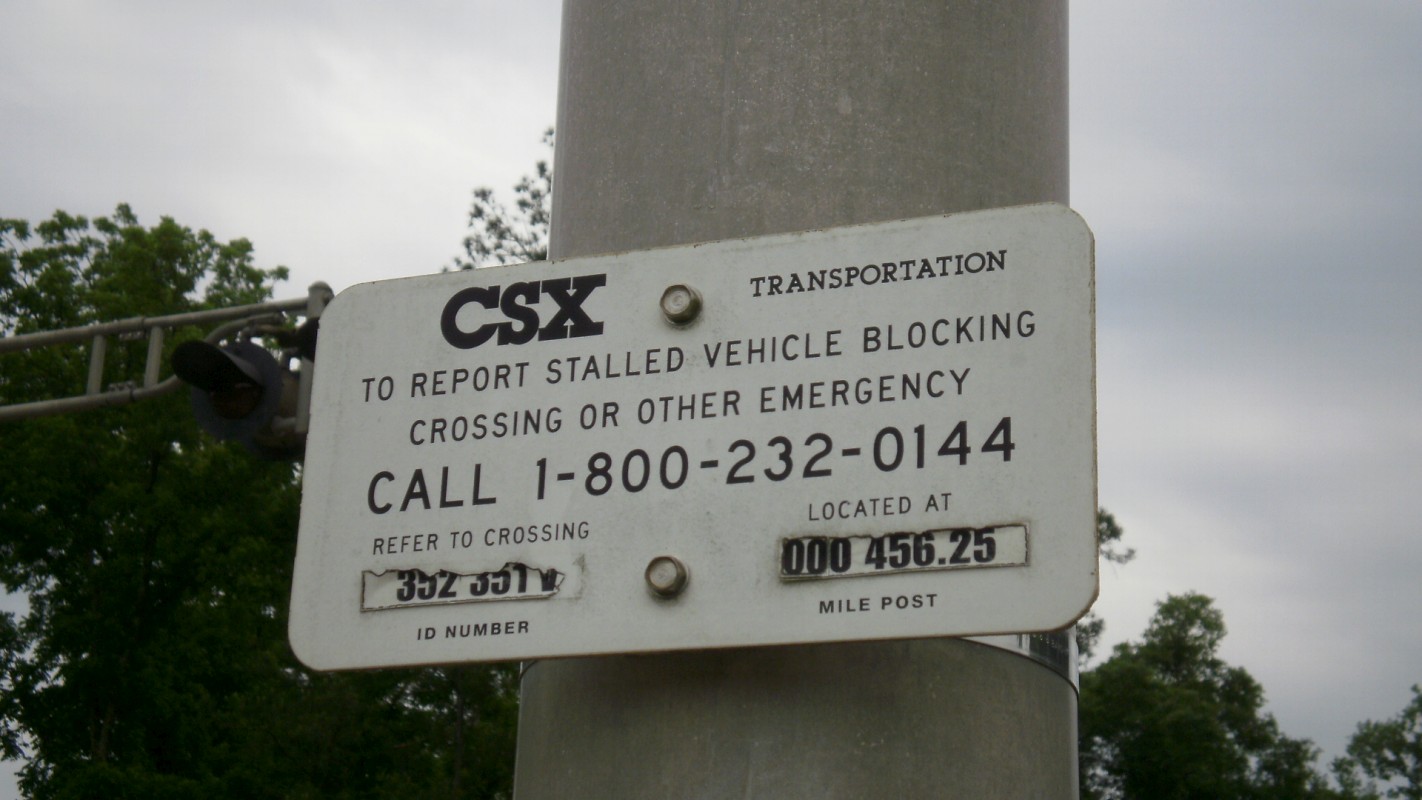 CSX TRANSPORTATION
TO REPORT STALLED VEHICLE BLOCKING
CROSSING OR OTHER EMERGENCY
CALL 1-800-232-0144
REFER TO CROSSING
LOCATED AT
352 351
000 456.25
ID NUMBER
MILE POST